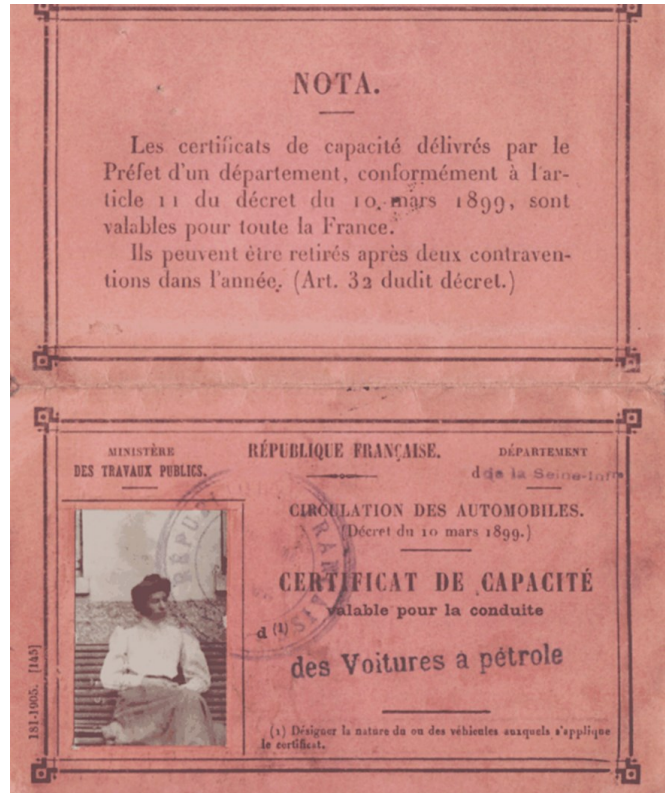 NOTA.
Les certificats de capacité délivrés par le
Préfet d'un département, conformément à l'ar-
ticle 11 du décret du 10 mars 1899, sont
valables pour toute la France.
Ils peuvent être retirés après deux contraven-
tions dans l'année. (Art. 32 dudit décret.)
MINISTÈRE
DES TRAVAUX PUBLICS.
RÉPUBLIQUE FRANÇAISE.
DÉPARTEMENT
d de la Seine-Infre
CIRCULATION DES AUTOMOBILES.
(Décret du 10 mars 1899.)
CERTIFICAT DE CAPACITÉ
valable pour la conduite
d (1)
des Voitures à pétrole
(1) Désigner la nature du ou des véhicules auxquels s'applique
le certificat.
181-1905. [145]